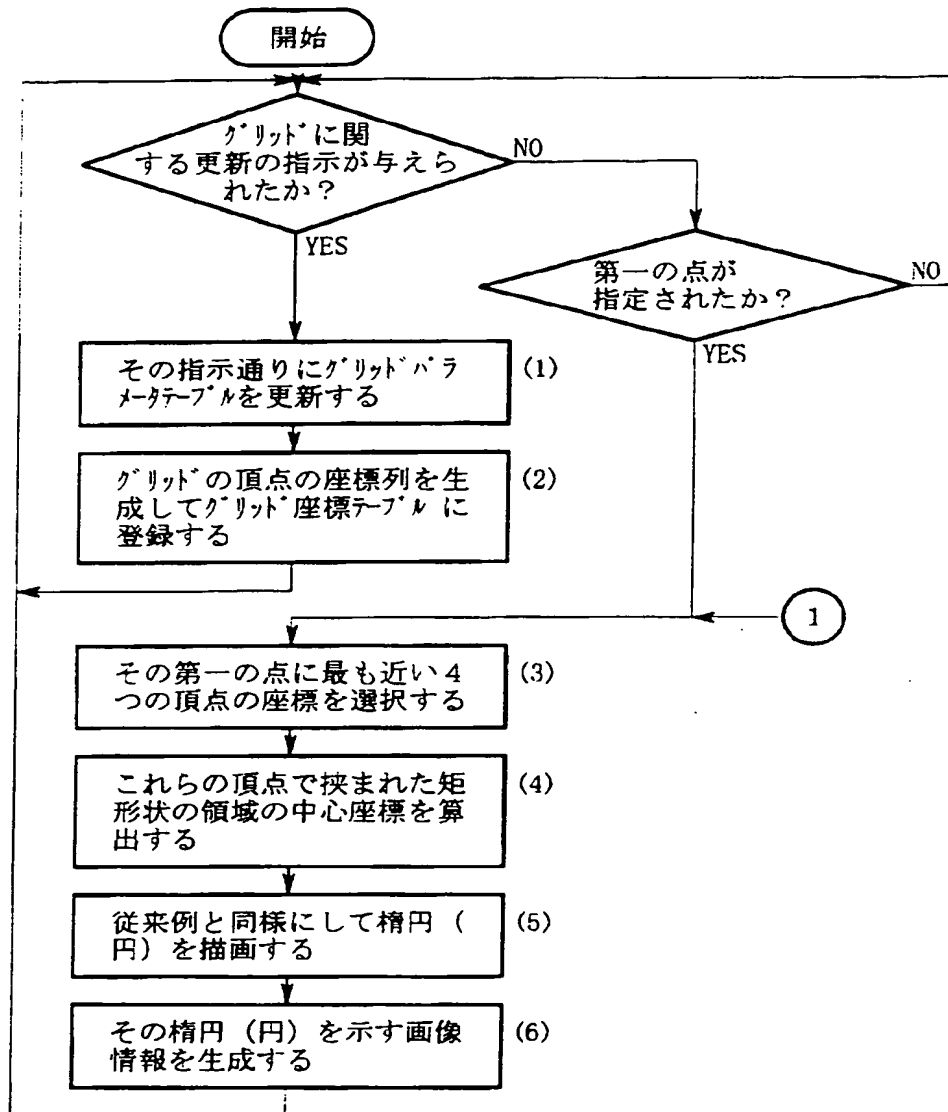 開始
グリッドに関
する更新の指示が与えら
れたか？
NO
YES
第一の点が
指定されたか？
NO
YES
その指示通りにグリッドパラ
メータテーブルを更新する
(1)
グリッドの頂点の座標列を生
成してグリッド座標テーブルに
登録する
(2)
1
その第一の点に最も近い4
つの頂点の座標を選択する
(3)
これらの頂点で挟まれた矩
形状の領域の中心座標を算
出する
(4)
従来例と同様にして楕円（
円）を描画する
(5)
その楕円（円）を示す画像
情報を生成する
(6)